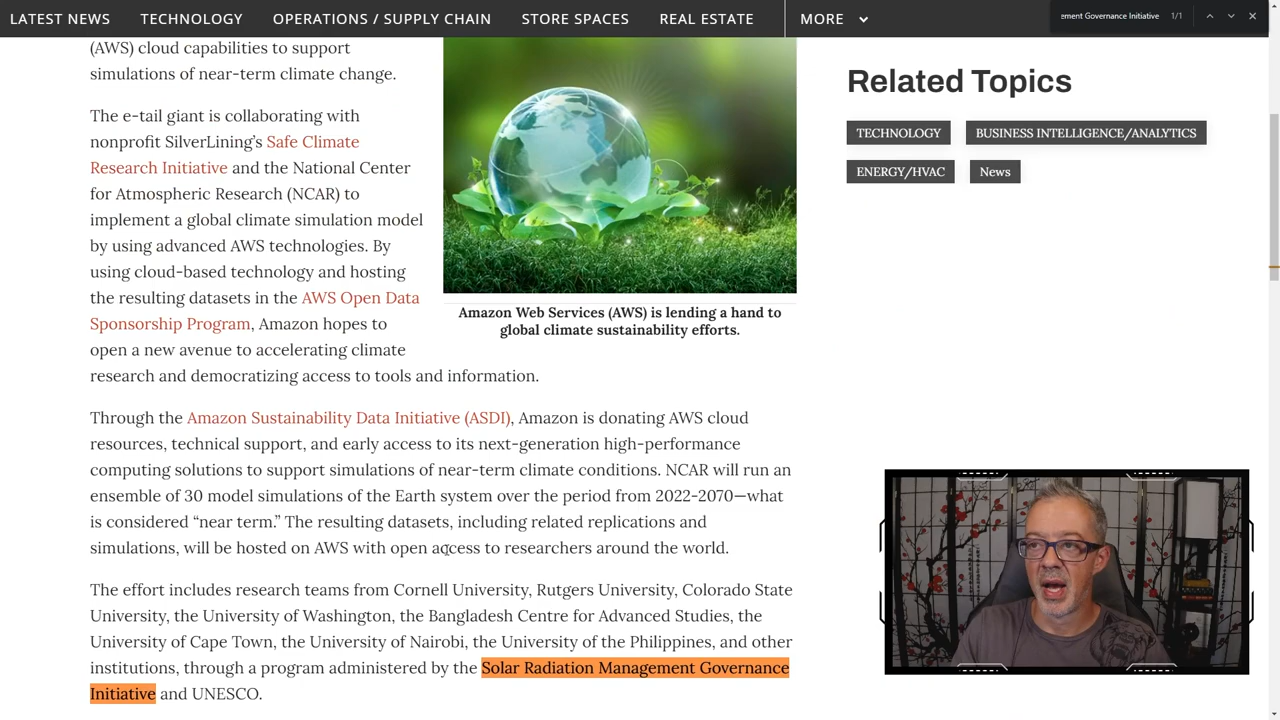 LATEST NEWS TECHNOLOGY OPERATIONS / SUPPLY CHAIN STORE SPACES REAL ESTATE MORE
ement Governance Initiative 1/1
(AWS) cloud capabilities to support
simulations of near-term climate change.
The e-tail giant is collaborating with
nonprofit SilverLining’s Safe Climate
Research Initiative and the National Center
for Atmospheric Research (NCAR) to
implement a global climate simulation model
by using advanced AWS technologies. By
using cloud-based technology and hosting
the resulting datasets in the AWS Open Data
Sponsorship Program, Amazon hopes to
open a new avenue to accelerating climate
research and democratizing access to tools and information.
Amazon Web Services (AWS) is lending a hand to
global climate sustainability efforts.
Through the Amazon Sustainability Data Initiative (ASDI), Amazon is donating AWS cloud
resources, technical support, and early access to its next-generation high-performance
computing solutions to support simulations of near-term climate conditions. NCAR will run an
ensemble of 30 model simulations of the Earth system over the period from 2022-2070—what
is considered “near term.” The resulting datasets, including related replications and
simulations, will be hosted on AWS with open access to researchers around the world.
The effort includes research teams from Cornell University, Rutgers University, Colorado State
University, the University of Washington, the Bangladesh Centre for Advanced Studies, the
University of Cape Town, the University of Nairobi, the University of the Philippines, and other
institutions, through a program administered by the Solar Radiation Management Governance
Initiative and UNESCO.
Related Topics
TECHNOLOGY BUSINESS INTELLIGENCE/ANALYTICS
ENERGY/HVAC News